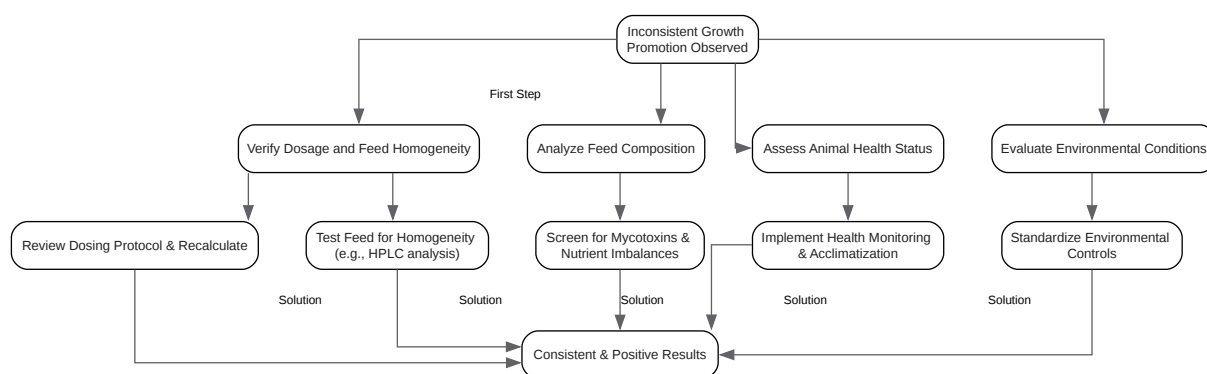 Inconsistent Growth
Promotion Observed
First Step
Verify Dosage and Feed Homogeneity
Analyze Feed Composition
Assess Animal Health Status
Evaluate Environmental Conditions
Review Dosing Protocol & Recalculate
Test Feed for Homogeneity
(e.g., HPLC analysis)
Screen for Mycotoxins &
Nutrient Imbalances
Implement Health Monitoring
& Acclimatization
Standardize Environmental
Controls
Solution
Solution
Solution
Solution
Solution
Consistent & Positive Results